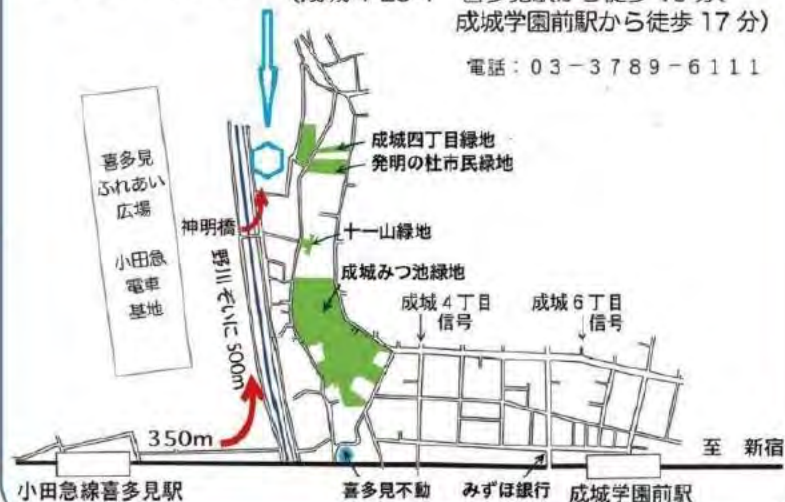 成城学園前駅から徒歩 17 分）
電話：０３－３７８９－６１１１
成城四丁目緑地
発明の杜市民緑地
喜多見
ふれあい
広場
神明橋
十一山緑地
小田急
電車
基地
成城みつ池緑地
野川ぞいに 500m
成城４丁目
信号
成城６丁目
信号
350m
至 新宿
小田急線喜多見駅
喜多見不動
みずほ銀行
成城学園前駅